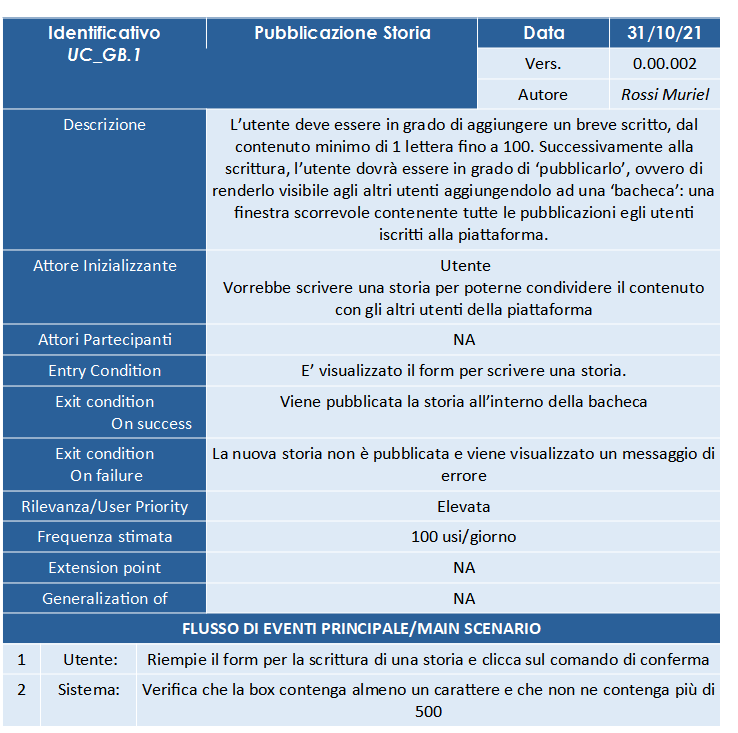 Identificativo Pubblicazione Storia Data 31/10/21
UC_GB.1
Vers. 0.00.002
Autore Rossi Muriel
Descrizione L’utente deve essere in grado di aggiungere un breve scritto, dal
contenuto minimo di 1 lettera fino a 100. Successivamente alla
scrittura, l’utente dovrà essere in grado di ‘pubblicarlo’, ovvero di
renderlo visibile agli altri utenti aggiungendolo ad una ‘bacheca’: una
finestra scorrevole contenente tutte le pubblicazioni egli utenti
iscritti alla piattaforma.
Attore Inizializzante Utente
Vorrebbe scrivere una storia per poterne condividere il contenuto
con gli altri utenti della piattaforma
Attori Partecipanti NA
Entry Condition E’ visualizzato il form per scrivere una storia.
Exit condition Viene pubblicata la storia all’interno della bacheca
On success
Exit condition La nuova storia non è pubblicata e viene visualizzato un messaggio di
On failure errore
Rilevanza/User Priority Elevata
Frequenza stimata 100 usi/giorno
Extension point NA
Generalization of NA
FLUSSO DI EVENTI PRINCIPALE/MAIN SCENARIO
1 Utente: Riempie il form per la scrittura di una storia e clicca sul comando di conferma
2 Sistema: Verifica che la box contenga almeno un carattere e che non ne contenga più di
500